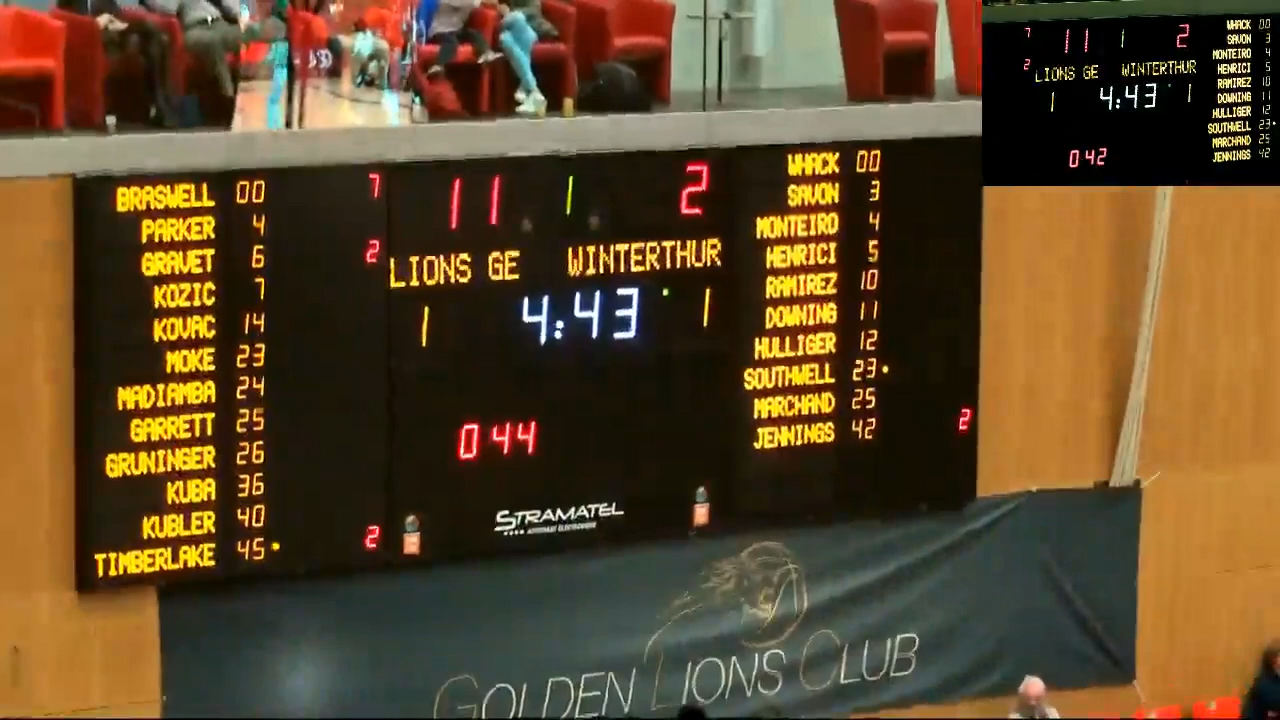 BRASWELL 00 7
PARKER 4
GRAVET 6 2
KOZIC 7
KOVAC 14
MOKE 23
MADIAMBA 24
GARRETT 25
GRUNINGER 26
KUBA 36
KUBLER 40
TIMBERLAKE 45 2
11 1 2
LIONS GE WINTERTHUR
1 4:43 1
0 44
STRAMATEL
WHACK 00
SAVON 3
MONTEIRO 4
HENRICI 5
RAMIREZ 10
DOWNING 11
HULLIGER 12
SOUTHWELL 23
MARCHAND 25
JENNINGS 42 2
GOLDEN LIONS CLUB
7 11 1 2
2
LIONS GE WINTERTHUR
1 4:43 1
0 42
WHACK 00
SAVON 3
MONTEIRO 4
HENRICI 5
RAMIREZ 10
DOWNING 11
HULLIGER 12
SOUTHWELL 23
MARCHAND 25
JENNINGS 42